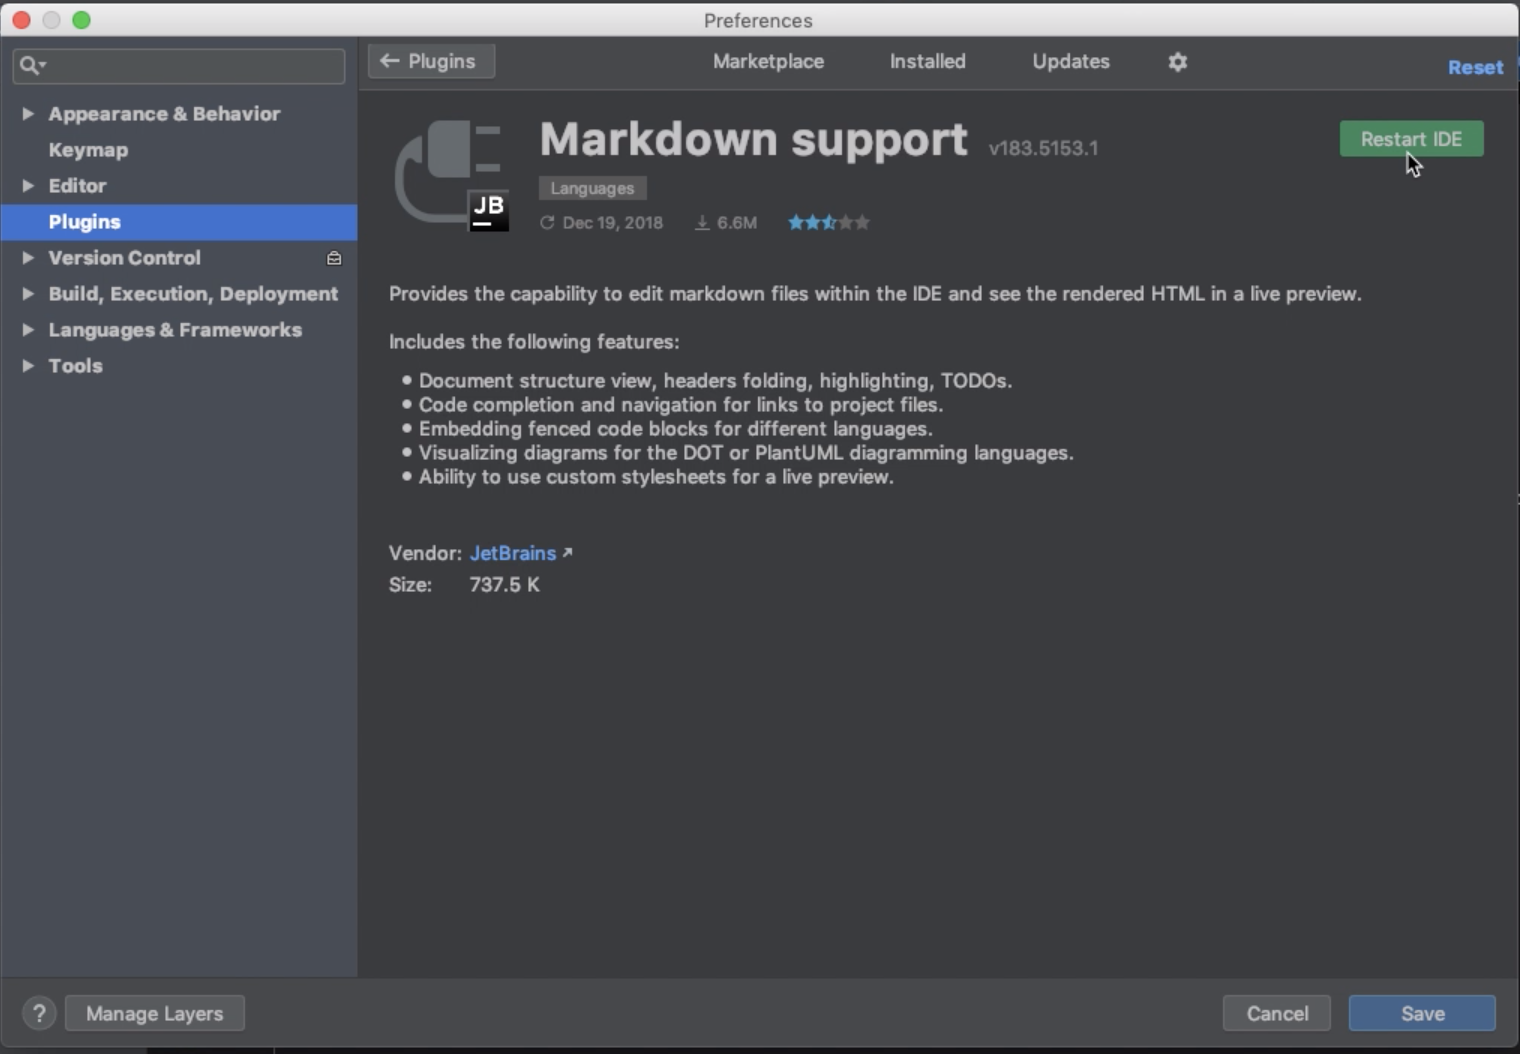 Preferences
Appearance & Behavior
Keymap
Editor
Plugins
Version Control
Build, Execution, Deployment
Languages & Frameworks
Tools
← Plugins
Marketplace
Installed
Updates
Reset
JB
Markdown support v183.5153.1
Restart IDE
Languages
Dec 19, 2018 6.6M
Provides the capability to edit markdown files within the IDE and see the rendered HTML in a live preview.
Includes the following features:
• Document structure view, headers folding, highlighting, TODOs.
• Code completion and navigation for links to project files.
• Embedding fenced code blocks for different languages.
• Visualizing diagrams for the DOT or PlantUML diagramming languages.
• Ability to use custom stylesheets for a live preview.
Vendor: JetBrains ↗
Size: 737.5 K
? Manage Layers
Cancel
Save